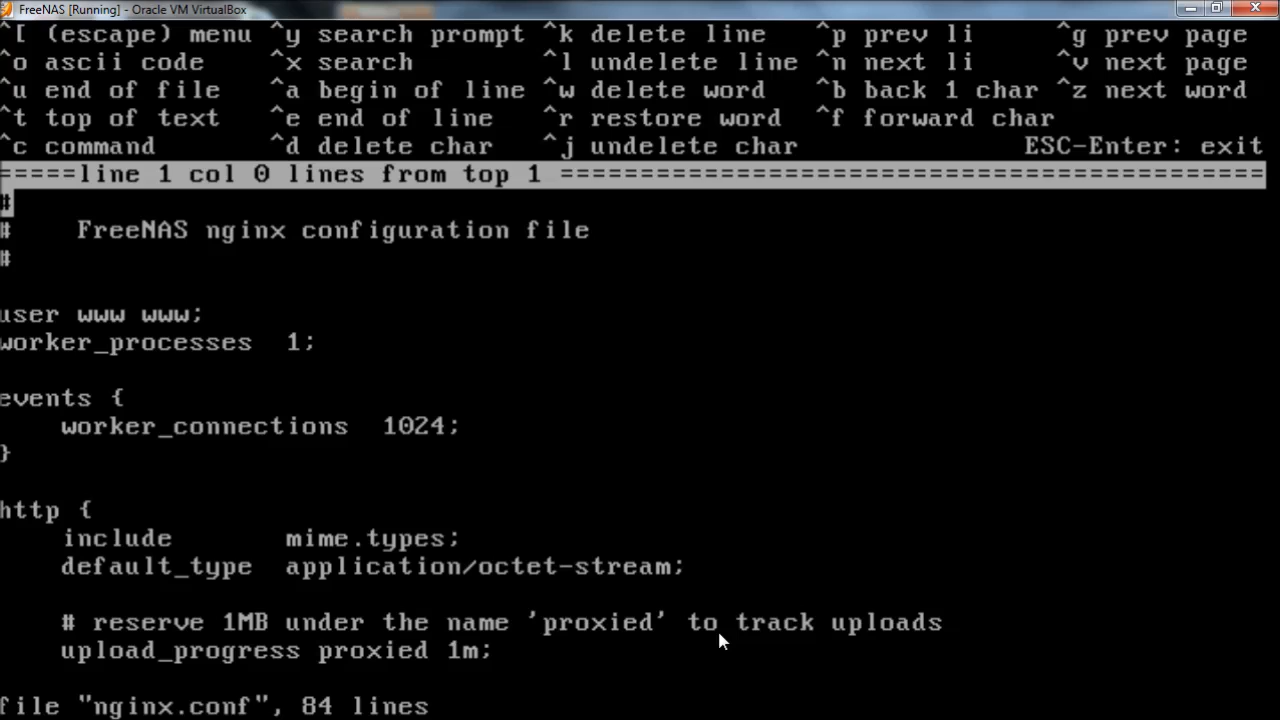 FreeNAS [Running] - Oracle VM VirtualBox
^[ (escape) menu ^y search prompt ^k delete line ^p prev li ^g prev page
^o ascii code ^x search ^l undelete line ^n next li ^v next page
^u end of file ^a begin of line ^w delete word ^b back 1 char ^z next word
^t top of text ^e end of line ^r restore word ^f forward char
^c command ^d delete char ^j undelete char ESC-Enter: exit
=====line 1 col 0 lines from top 1 ============================================
#
# FreeNAS nginx configuration file
#
user www www;
worker_processes 1;
events {
worker_connections 1024;
}
http {
include mime.types;
default_type application/octet-stream;
# reserve 1MB under the name 'proxied' to track uploads
upload_progress proxied 1m;
file "nginx.conf", 84 lines